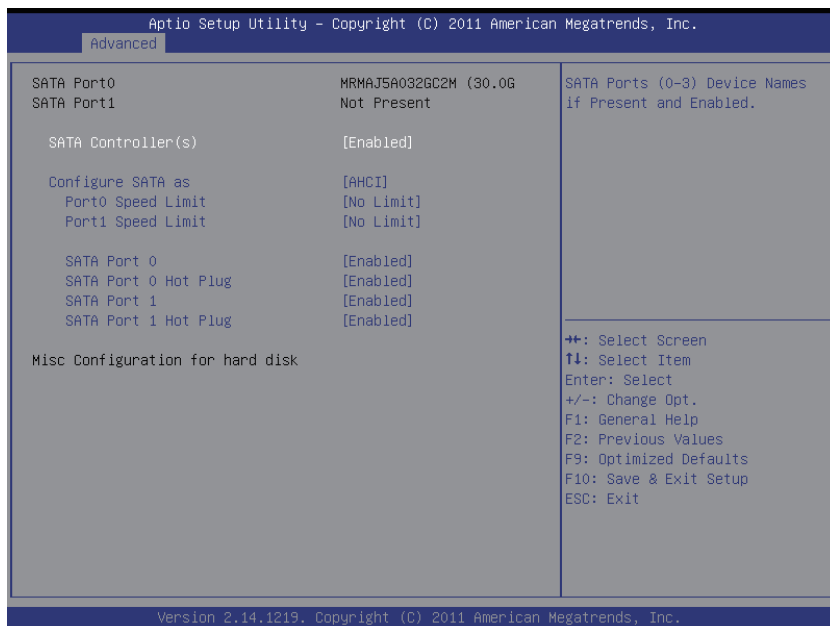 Aptio Setup Utility – Copyright (C) 2011 American Megatrends, Inc.
Advanced
SATA Port0 MRMAJ5A032GC2M (30.0G
SATA Port1 Not Present
SATA Controller(s) [Enabled]
Configure SATA as [AHCI]
Port0 Speed Limit [No Limit]
Port1 Speed Limit [No Limit]
SATA Port 0 [Enabled]
SATA Port 0 Hot Plug [Enabled]
SATA Port 1 [Enabled]
SATA Port 1 Hot Plug [Enabled]
Misc Configuration for hard disk
SATA Ports (0-3) Device Names
if Present and Enabled.
→←: Select Screen
↑↓: Select Item
Enter: Select
+/-: Change Opt.
F1: General Help
F2: Previous Values
F9: Optimized Defaults
F10: Save & Exit Setup
ESC: Exit
Version 2.14.1219. Copyright (C) 2011 American Megatrends, Inc.